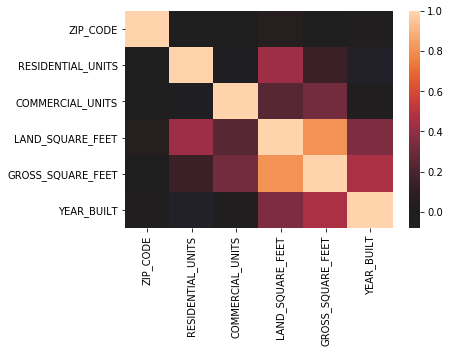 ZIP_CODE
RESIDENTIAL_UNITS
COMMERCIAL_UNITS
LAND_SQUARE_FEET
GROSS_SQUARE_FEET
YEAR_BUILT
ZIP_CODE
RESIDENTIAL_UNITS
COMMERCIAL_UNITS
LAND_SQUARE_FEET
GROSS_SQUARE_FEET
YEAR_BUILT
1.0
0.8
0.6
0.4
0.2
0.0